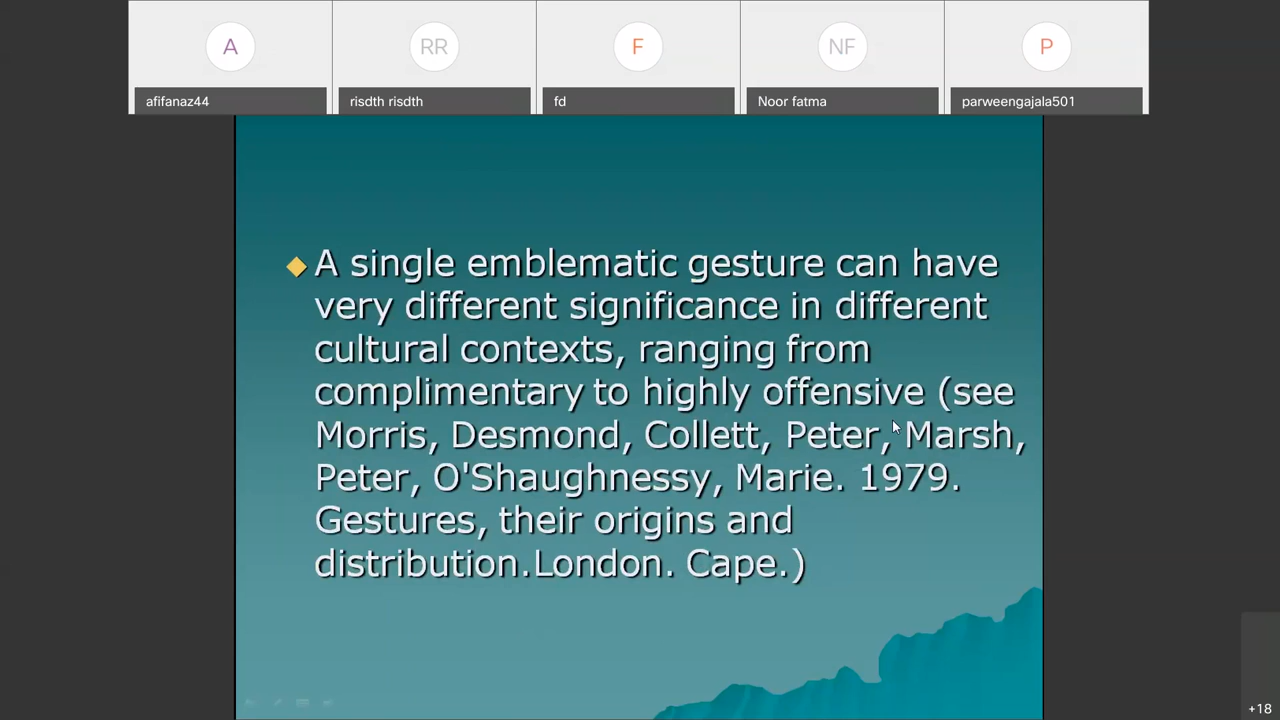 A RR F NF P
afifanaz44 risdth risdth fd Noor fatma parweengajala501
A single emblematic gesture can have
very different significance in different
cultural contexts, ranging from
complimentary to highly offensive (see
Morris, Desmond, Collett, Peter, Marsh,
Peter, O'Shaughnessy, Marie. 1979.
Gestures, their origins and
distribution.London. Cape.)
+18